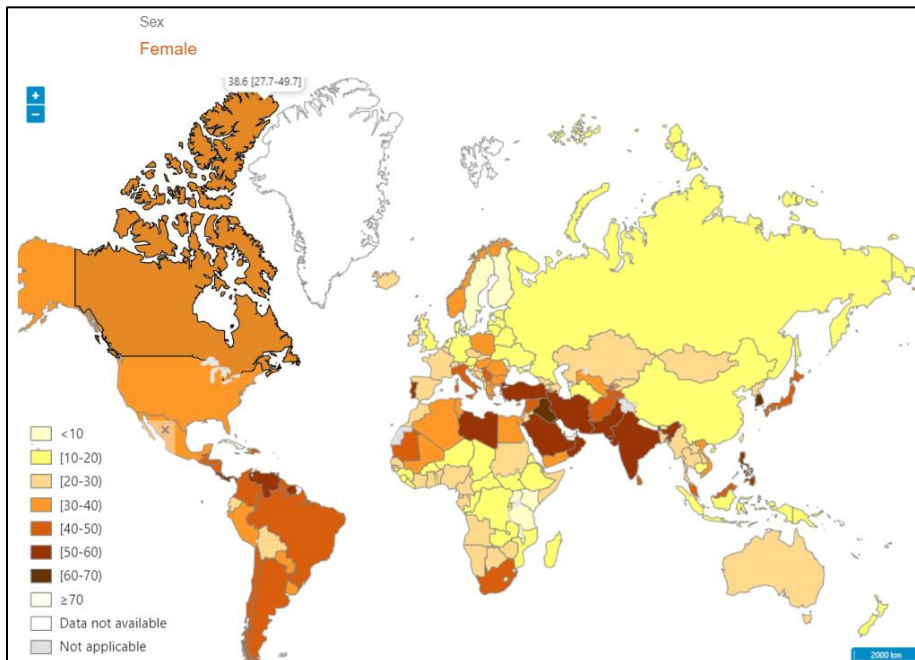 Sex
Female
38.6 [27.7-49.7]
+
−
<10
[10-20)
[20-30)
[30-40)
[40-50)
[50-60)
[60-70)
≥70
Data not available
Not applicable
2000 km